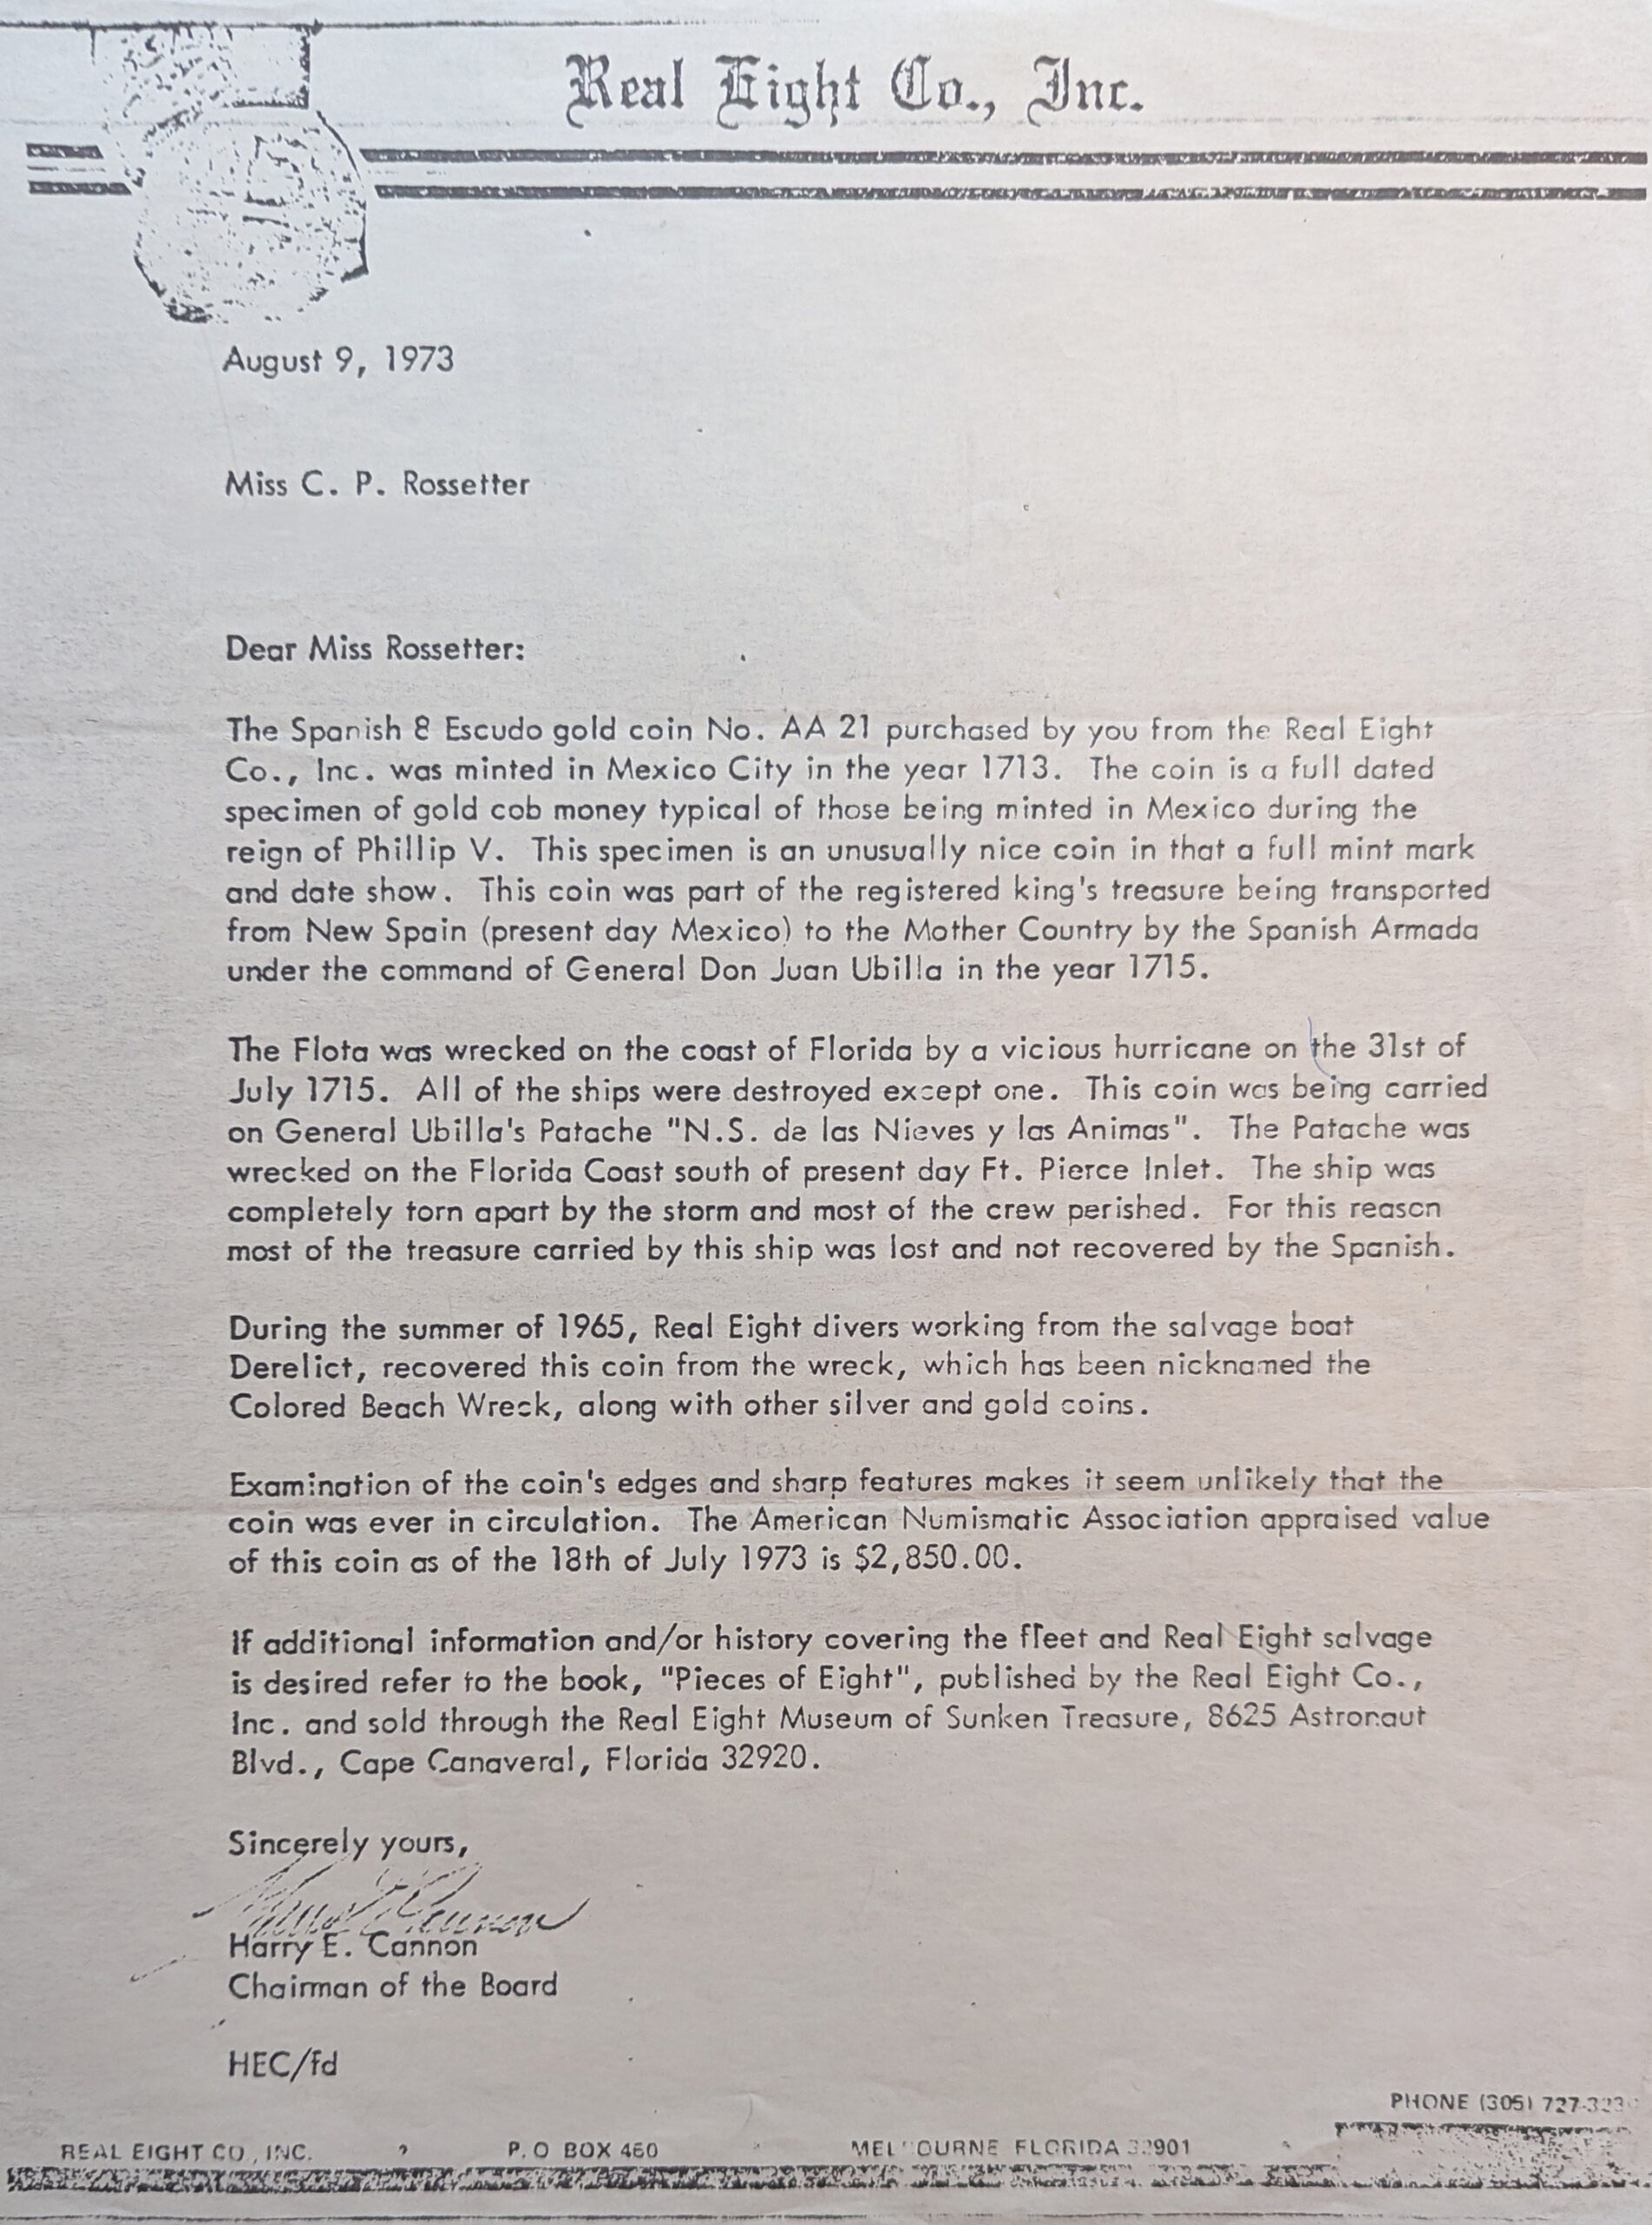 Real Eight Co., Inc.
August 9, 1973
Miss C. P. Rossetter
Dear Miss Rossetter:
The Spanish 8 Escudo gold coin No. AA 21 purchased by you from the Real Eight
Co., Inc. was minted in Mexico City in the year 1713. The coin is a full dated
specimen of gold cob money typical of those being minted in Mexico during the
reign of Phillip V. This specimen is an unusually nice coin in that a full mint mark
and date show. This coin was part of the registered king's treasure being transported
from New Spain (present day Mexico) to the Mother Country by the Spanish Armada
under the command of General Don Juan Ubilla in the year 1715.
The Flota was wrecked on the coast of Florida by a vicious hurricane on the 31st of
July 1715. All of the ships were destroyed except one. This coin was being carried
on General Ubilla's Patache "N.S. de las Nieves y las Animas". The Patache was
wrecked on the Florida Coast south of present day Ft. Pierce Inlet. The ship was
completely torn apart by the storm and most of the crew perished. For this reason
most of the treasure carried by this ship was lost and not recovered by the Spanish.
During the summer of 1965, Real Eight divers working from the salvage boat
Derelict, recovered this coin from the wreck, which has been nicknamed the
Colored Beach Wreck, along with other silver and gold coins.
Examination of the coin's edges and sharp features makes it seem unlikely that the
coin was ever in circulation. The American Numismatic Association appraised value
of this coin as of the 18th of July 1973 is $2,850.00.
If additional information and/or history covering the fleet and Real Eight salvage
is desired refer to the book, "Pieces of Eight", published by the Real Eight Co.,
Inc. and sold through the Real Eight Museum of Sunken Treasure, 8625 Astronaut
Blvd., Cape Canaveral, Florida 32920.
Sincerely yours,
Harry E. Cannon
Chairman of the Board
HEC/fd
PHONE (305)
REAL EIGHT CO., INC. P.O. BOX 460 MELBOURNE FLORIDA 32901